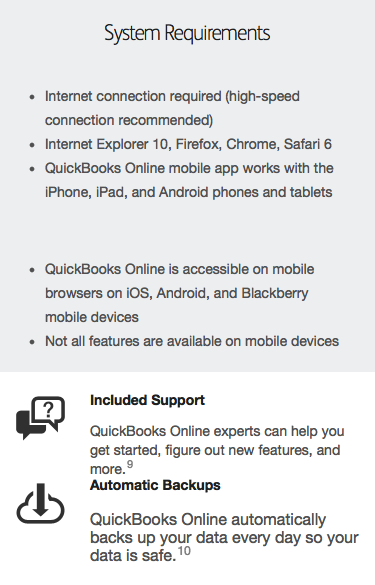 System Requirements
• Internet connection required (high-speed
connection recommended)
• Internet Explorer 10, Firefox, Chrome, Safari 6
• QuickBooks Online mobile app works with the
iPhone, iPad, and Android phones and tablets
• QuickBooks Online is accessible on mobile
browsers on iOS, Android, and Blackberry
mobile devices
• Not all features are available on mobile devices
?
Included Support
QuickBooks Online experts can help you
get started, figure out new features, and
more.9
Automatic Backups
QuickBooks Online automatically
backs up your data every day so your
data is safe.10